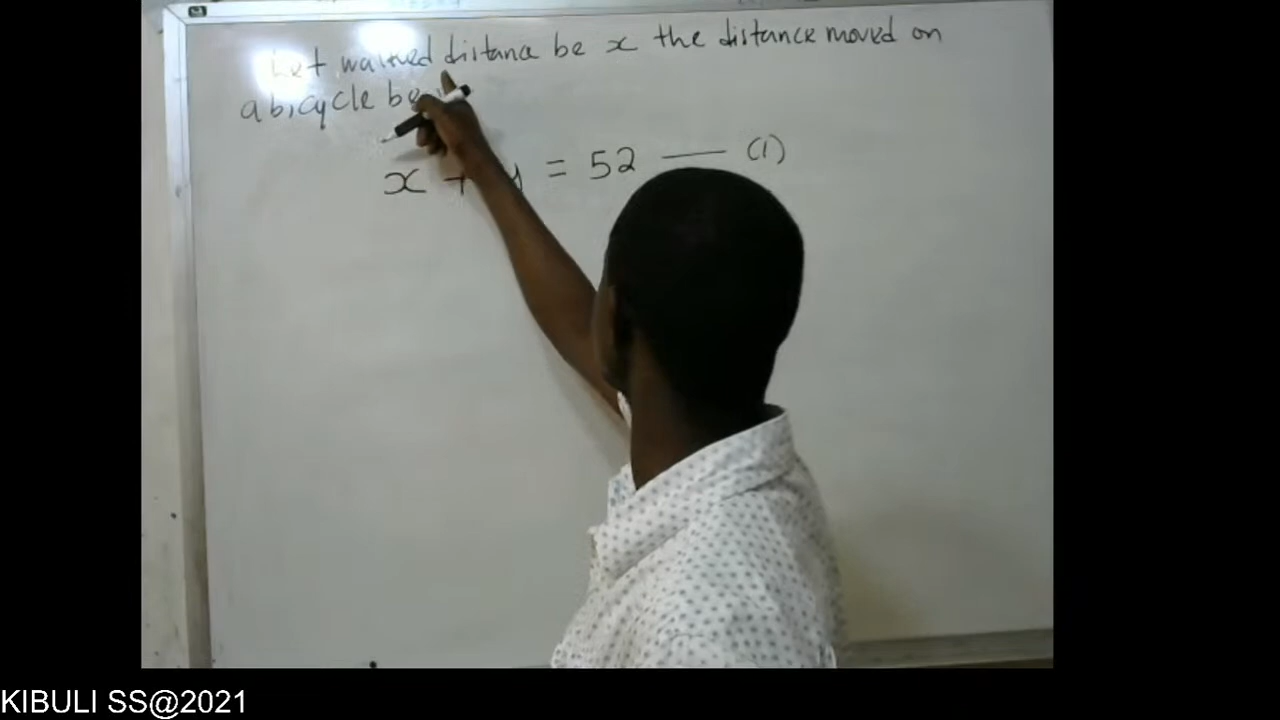 Let walked distance be x the distance moved on
a bicycle be
x + y = 52 — (1)
KIBULI SS@2021